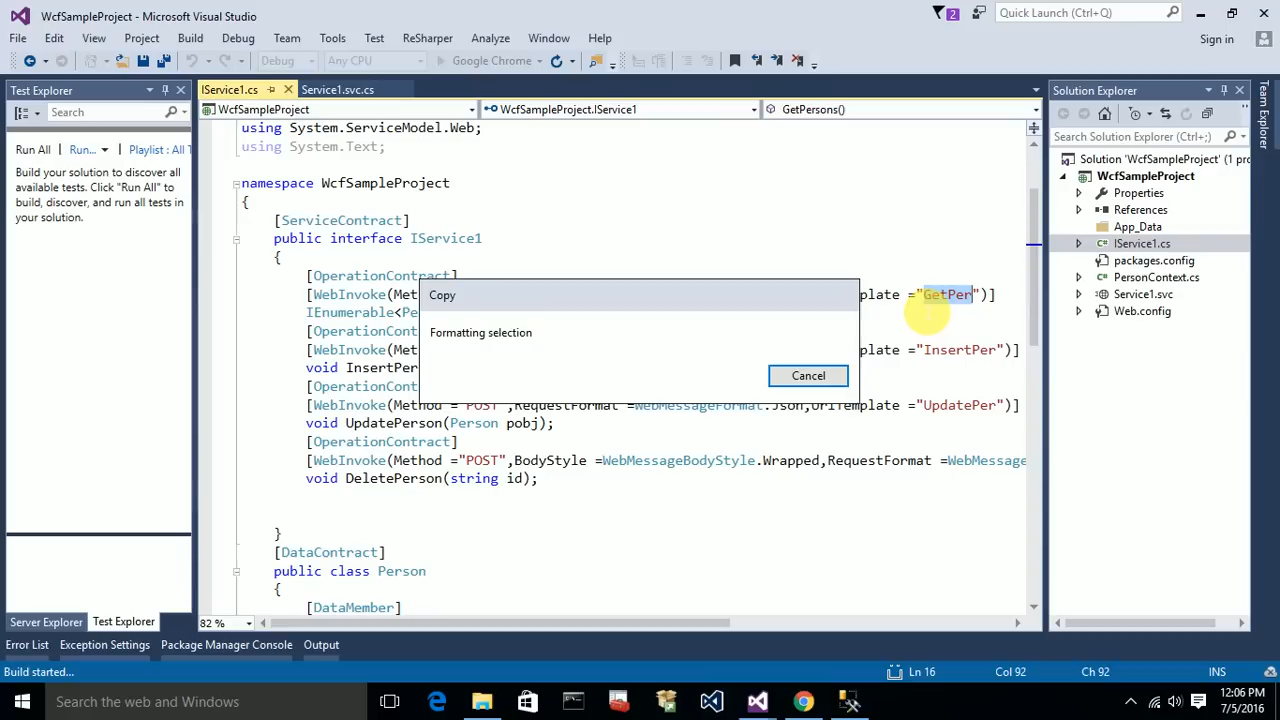 WcfSampleProject - Microsoft Visual Studio
2
Quick Launch (Ctrl+Q)
File Edit View Project Build Debug Team Tools Test ReSharper Analyze Window Help
Sign in
Debug Any CPU Google Chrome
Test Explorer
Search
Run All Run... Playlist : All T
Build your solution to discover all
available tests. Click "Run All" to
build, discover, and run all tests in
your solution.
Server Explorer Test Explorer
IService1.cs Service1.svc.cs
WcfSampleProject WcfSampleProject.IService1 GetPersons()
using System.ServiceModel.Web;
using System.Text;
namespace WcfSampleProject
{
[ServiceContract]
public interface IService1
{
[OperationContract]
[WebInvoke(Met plate ="GetPer")]
IEnumerable<Pe
[OperationCont
[WebInvoke(Met plate ="InsertPer")]
void InsertPer
[OperationCont
[WebInvoke(Method ="POST",RequestFormat =WebMessageFormat.Json,UriTemplate ="UpdatePer")]
void UpdatePerson(Person pobj);
[OperationContract]
[WebInvoke(Method ="POST",BodyStyle =WebMessageBodyStyle.Wrapped,RequestFormat =WebMessage
void DeletePerson(string id);
}
[DataContract]
public class Person
{
[DataMember]
82 %
Copy
Formatting selection
Cancel
Solution Explorer
Search Solution Explorer (Ctrl+;)
Solution 'WcfSampleProject' (1 pro
WcfSampleProject
Properties
References
App_Data
IService1.cs
packages.config
PersonContext.cs
Service1.svc
Web.config
Team Explorer
Error List Exception Settings Package Manager Console Output
Build started... Ln 16 Col 92 Ch 92 INS
Search the web and Windows
12:06 PM
7/5/2016